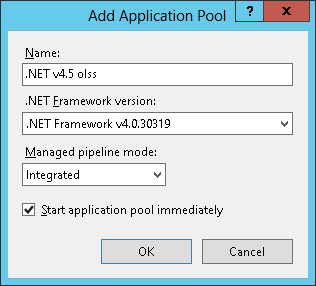 Add Application Pool
?
Name:
.NET v4.5 olss
.NET Framework version:
.NET Framework v4.0.30319
Managed pipeline mode:
Integrated
Start application pool immediately
OK
Cancel